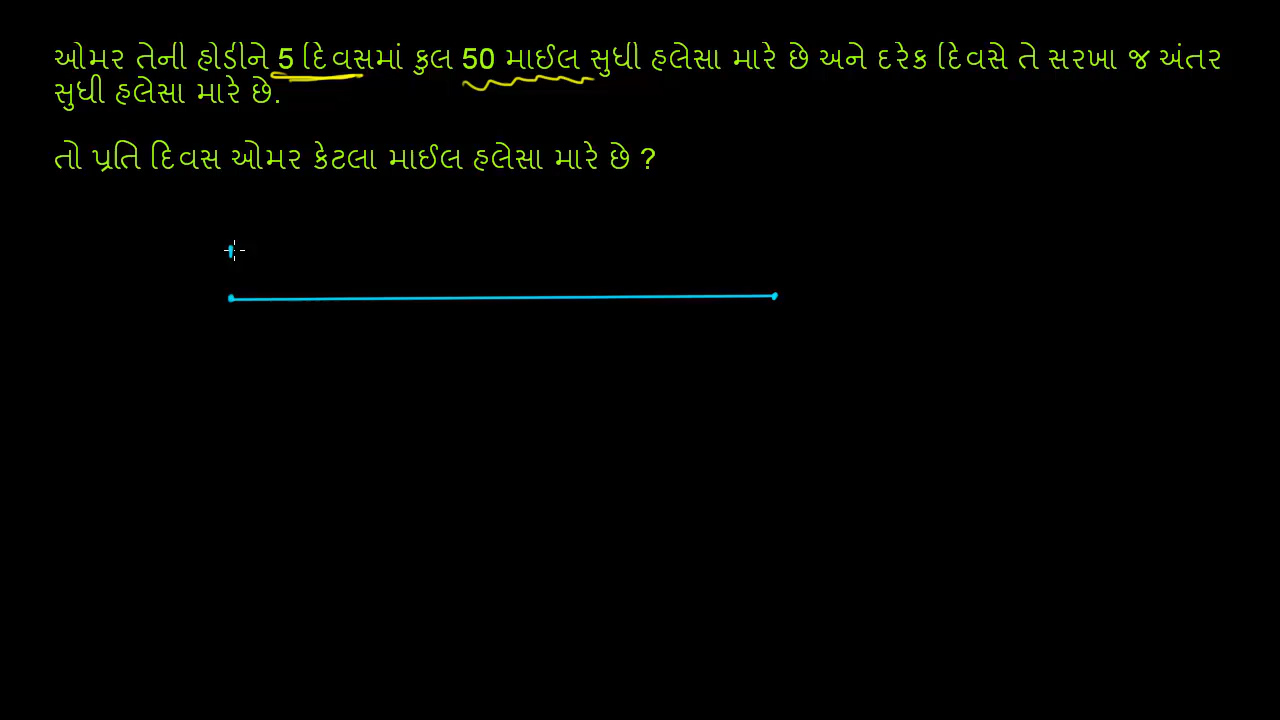 ઓમર તેની હોડીને 5 દિવસમાં કુલ 50 માઈલ સુધી હલેસા મારે છે અને દરેક દિવસે તે સરખા જ અંતર
સુધી હલેસા મારે છે.
તો પ્રતિ દિવસ ઓમર કેટલા માઈલ હલેસા મારે છે ?